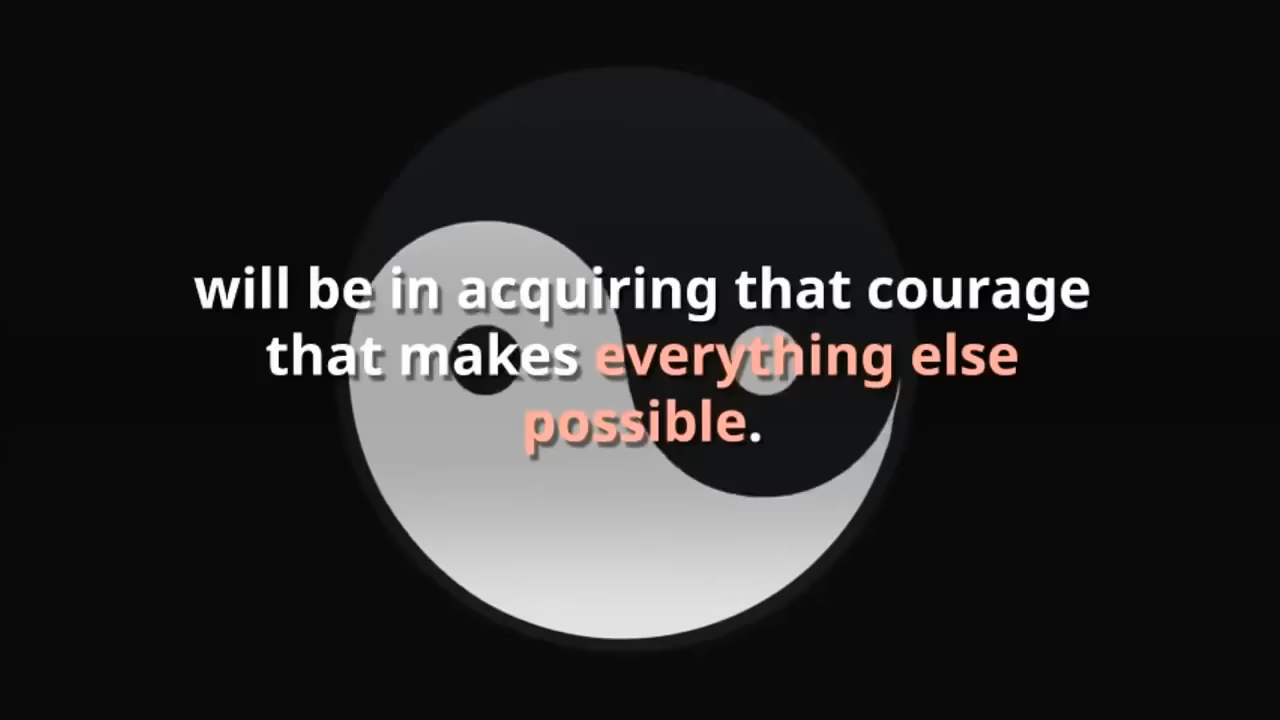 will be in acquiring that courage
that makes everything else
possible.